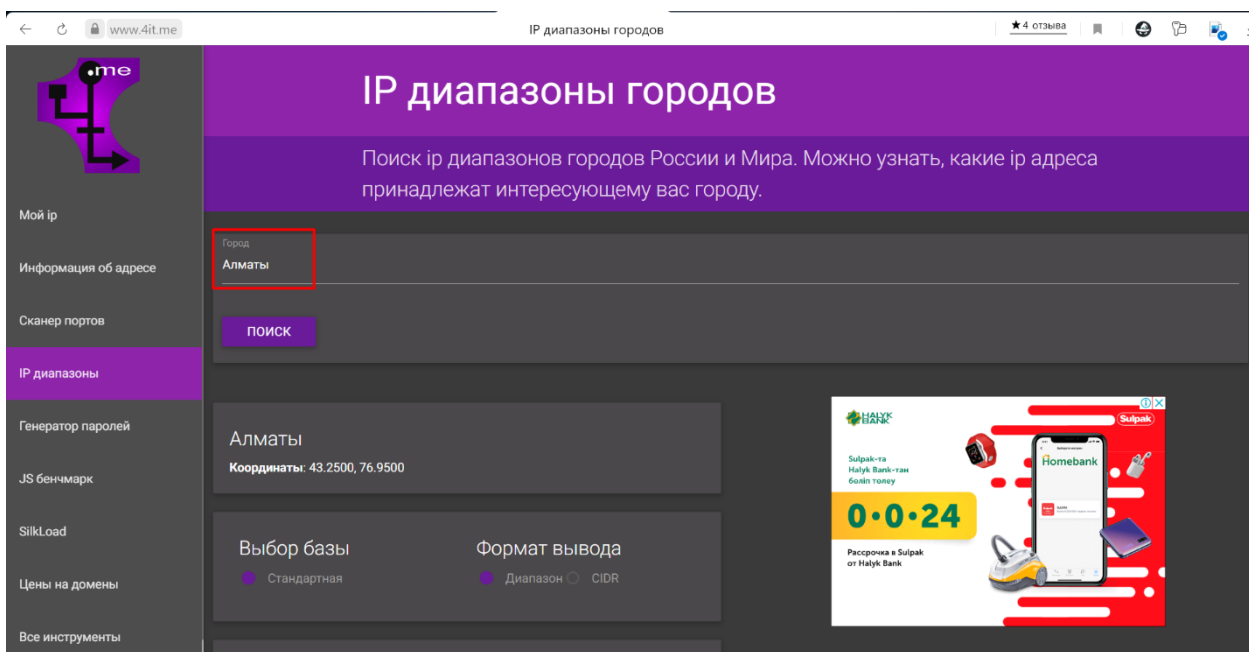 www.4it.me
IP диапазоны городов
★4 отзыва
.me
IP диапазоны городов
Поиск ip диапазонов городов России и Мира. Можно узнать, какие ip адреса
принадлежат интересующему вас городу.
Мой ip
Информация об адресе
Сканер портов
IP диапазоны
Генератор паролей
JS бенчмарк
SilkLoad
Цены на домены
Все инструменты
Город
Алматы
ПОИСК
Алматы
Координаты: 43.2500, 76.9500
Выбор базы
Стандартная
Формат вывода
Диапазон
CIDR
HALYK
BANK
Sulpak
Sulpak-та
Halyk Bank-тан
бөліп төлеу
0•0•24
Рассрочка в Sulpak
от Halyk Bank
Homebank